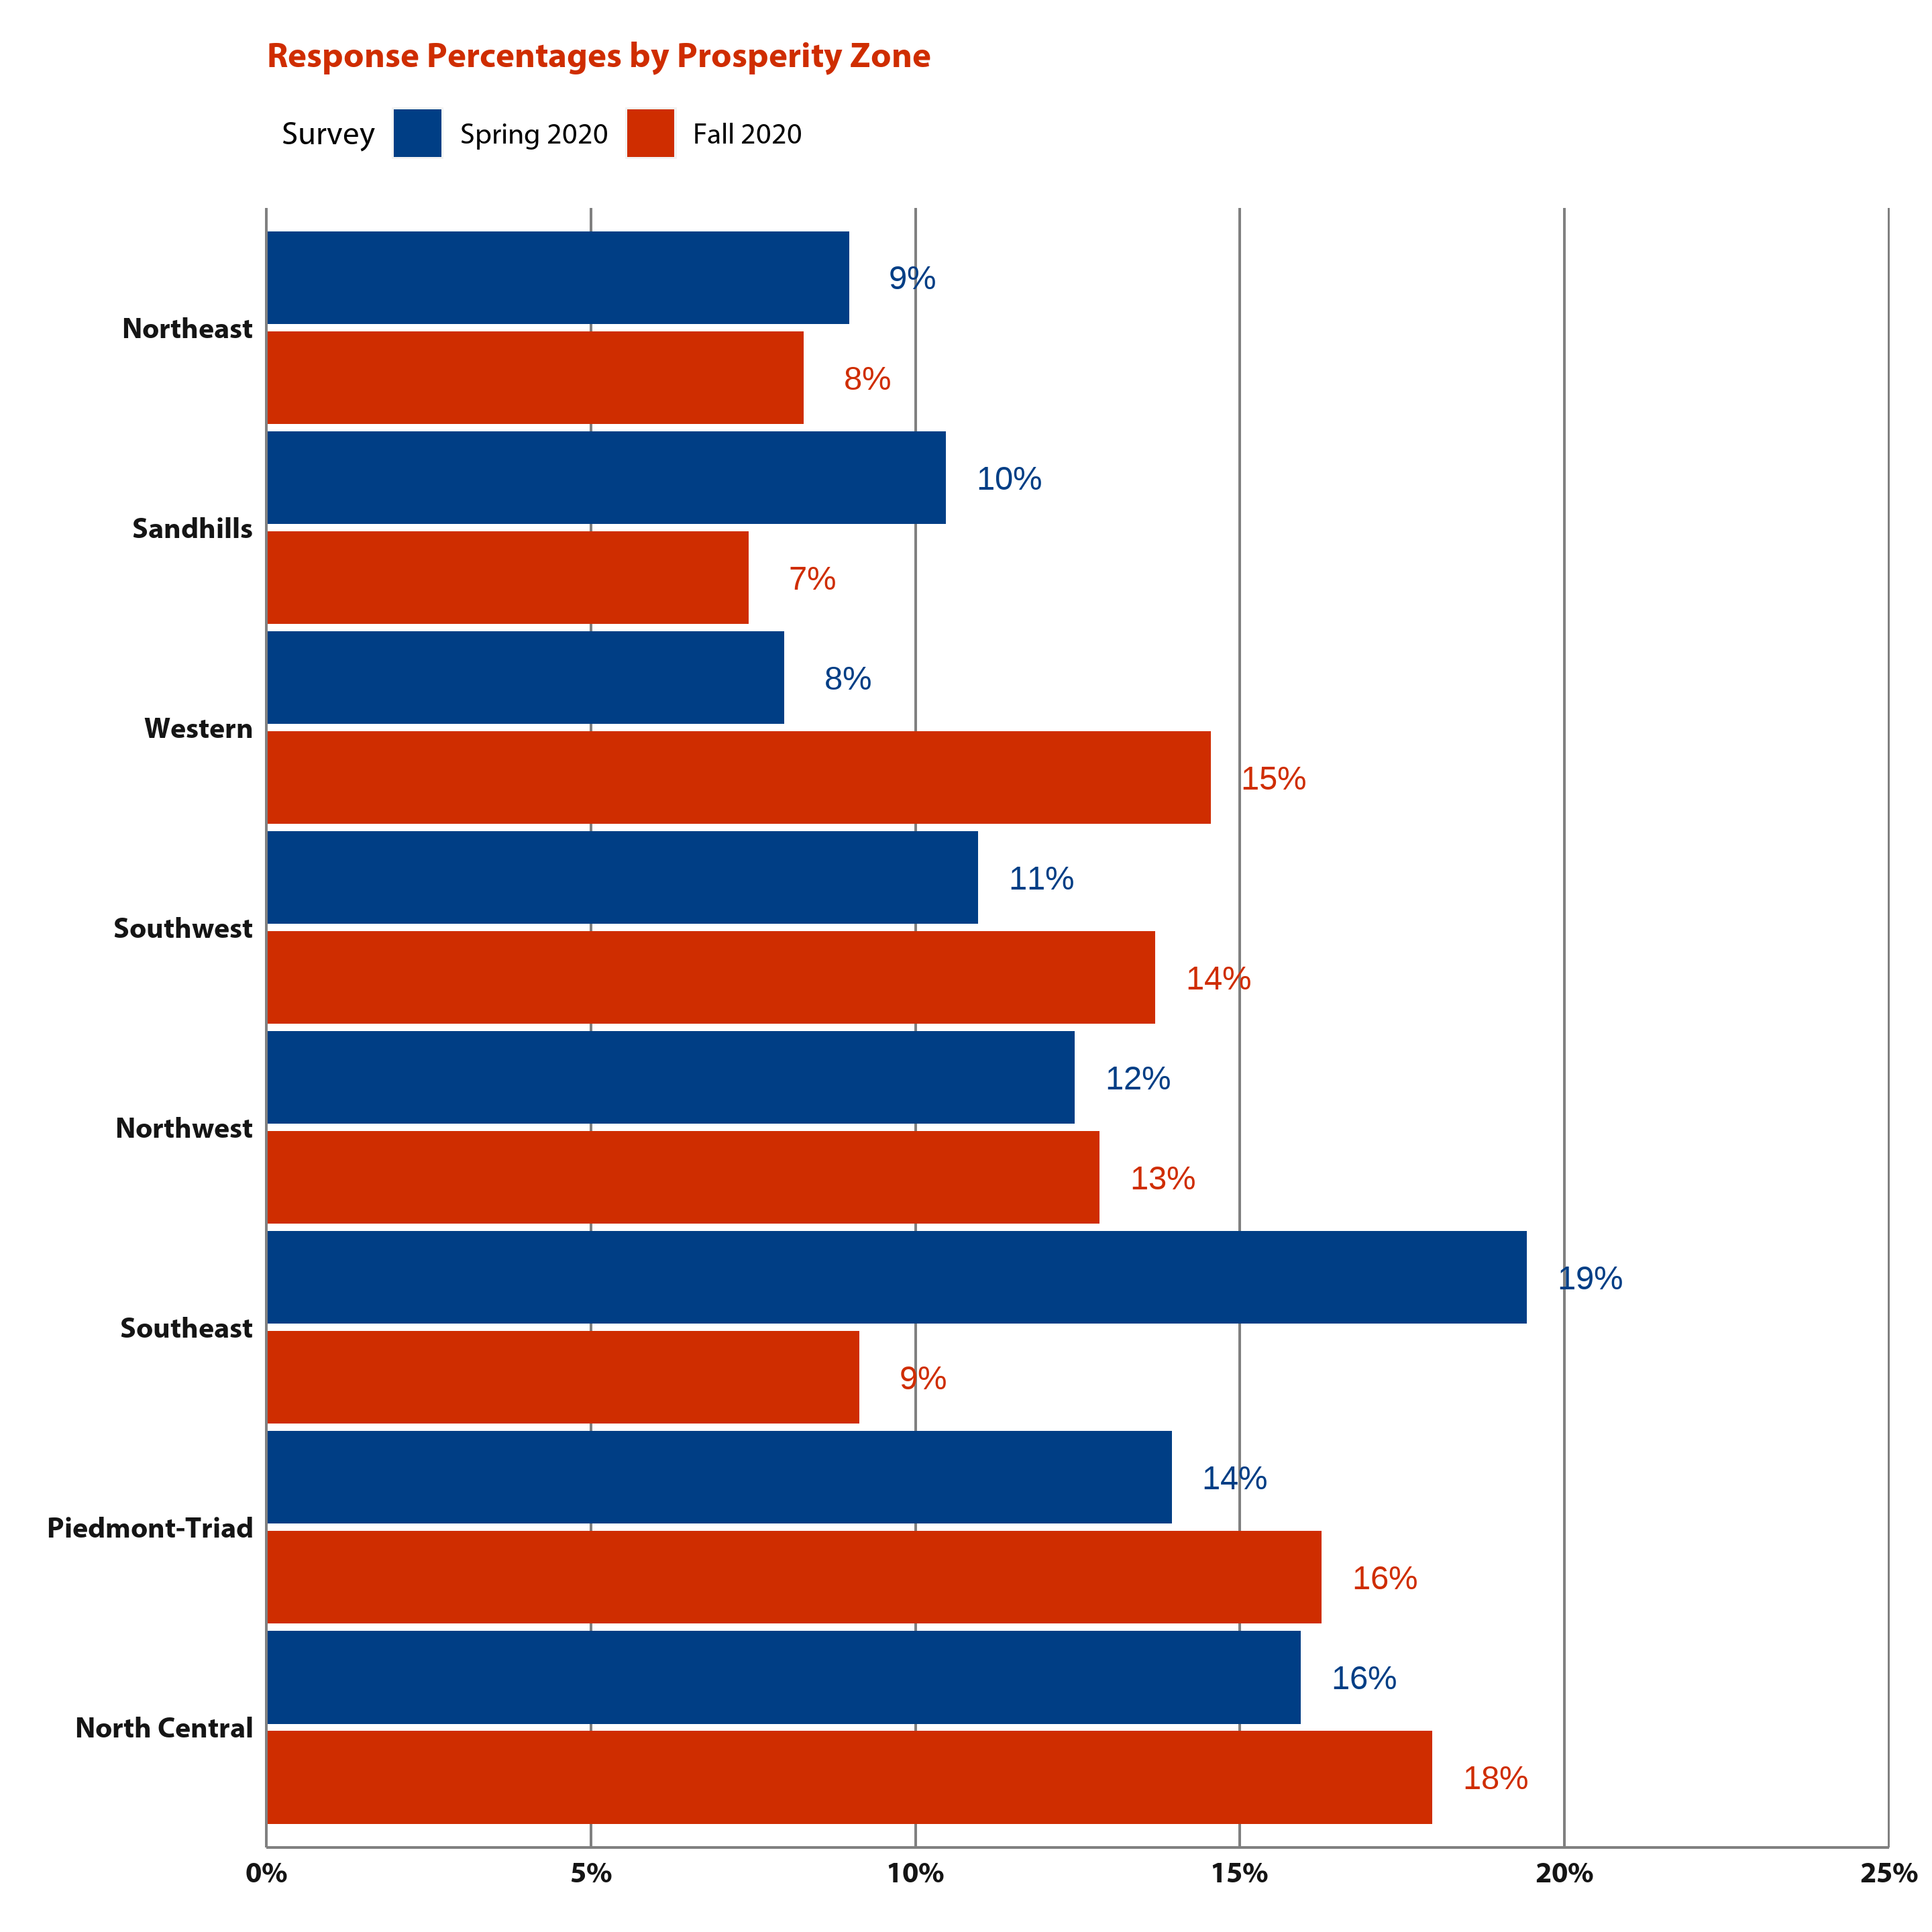 Response Percentages by Prosperity Zone
Survey Spring 2020 Fall 2020
9%
Northeast
8%
10%
Sandhills
7%
8%
Western
15%
11%
Southwest
14%
12%
Northwest
13%
19%
Southeast
9%
14%
Piedmont-Triad
16%
16%
North Central
18%
0% 5% 10% 15% 20% 25%